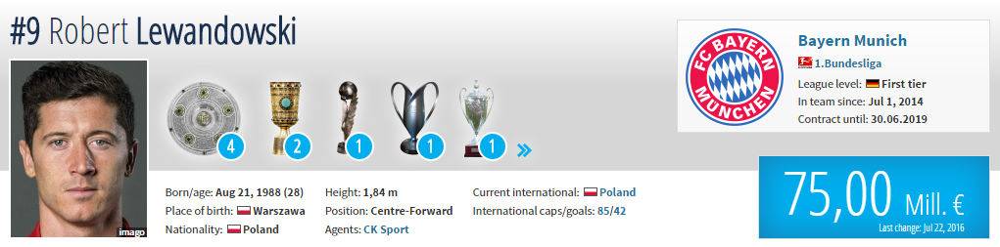 #9 Robert Lewandowski
imago
4
2
1
1
1
»
Born/age: Aug 21, 1988 (28)
Place of birth: Warszawa
Nationality: Poland
Height: 1,84 m
Position: Centre-Forward
Agents: CK Sport
Current international: Poland
International caps/goals: 85/42
FC BAYERN
MÜNCHEN
Bayern Munich
1.Bundesliga
League level: First tier
In team since: Jul 1, 2014
Contract until: 30.06.2019
75,00 Mill. €
Last change: Jul 22, 2016